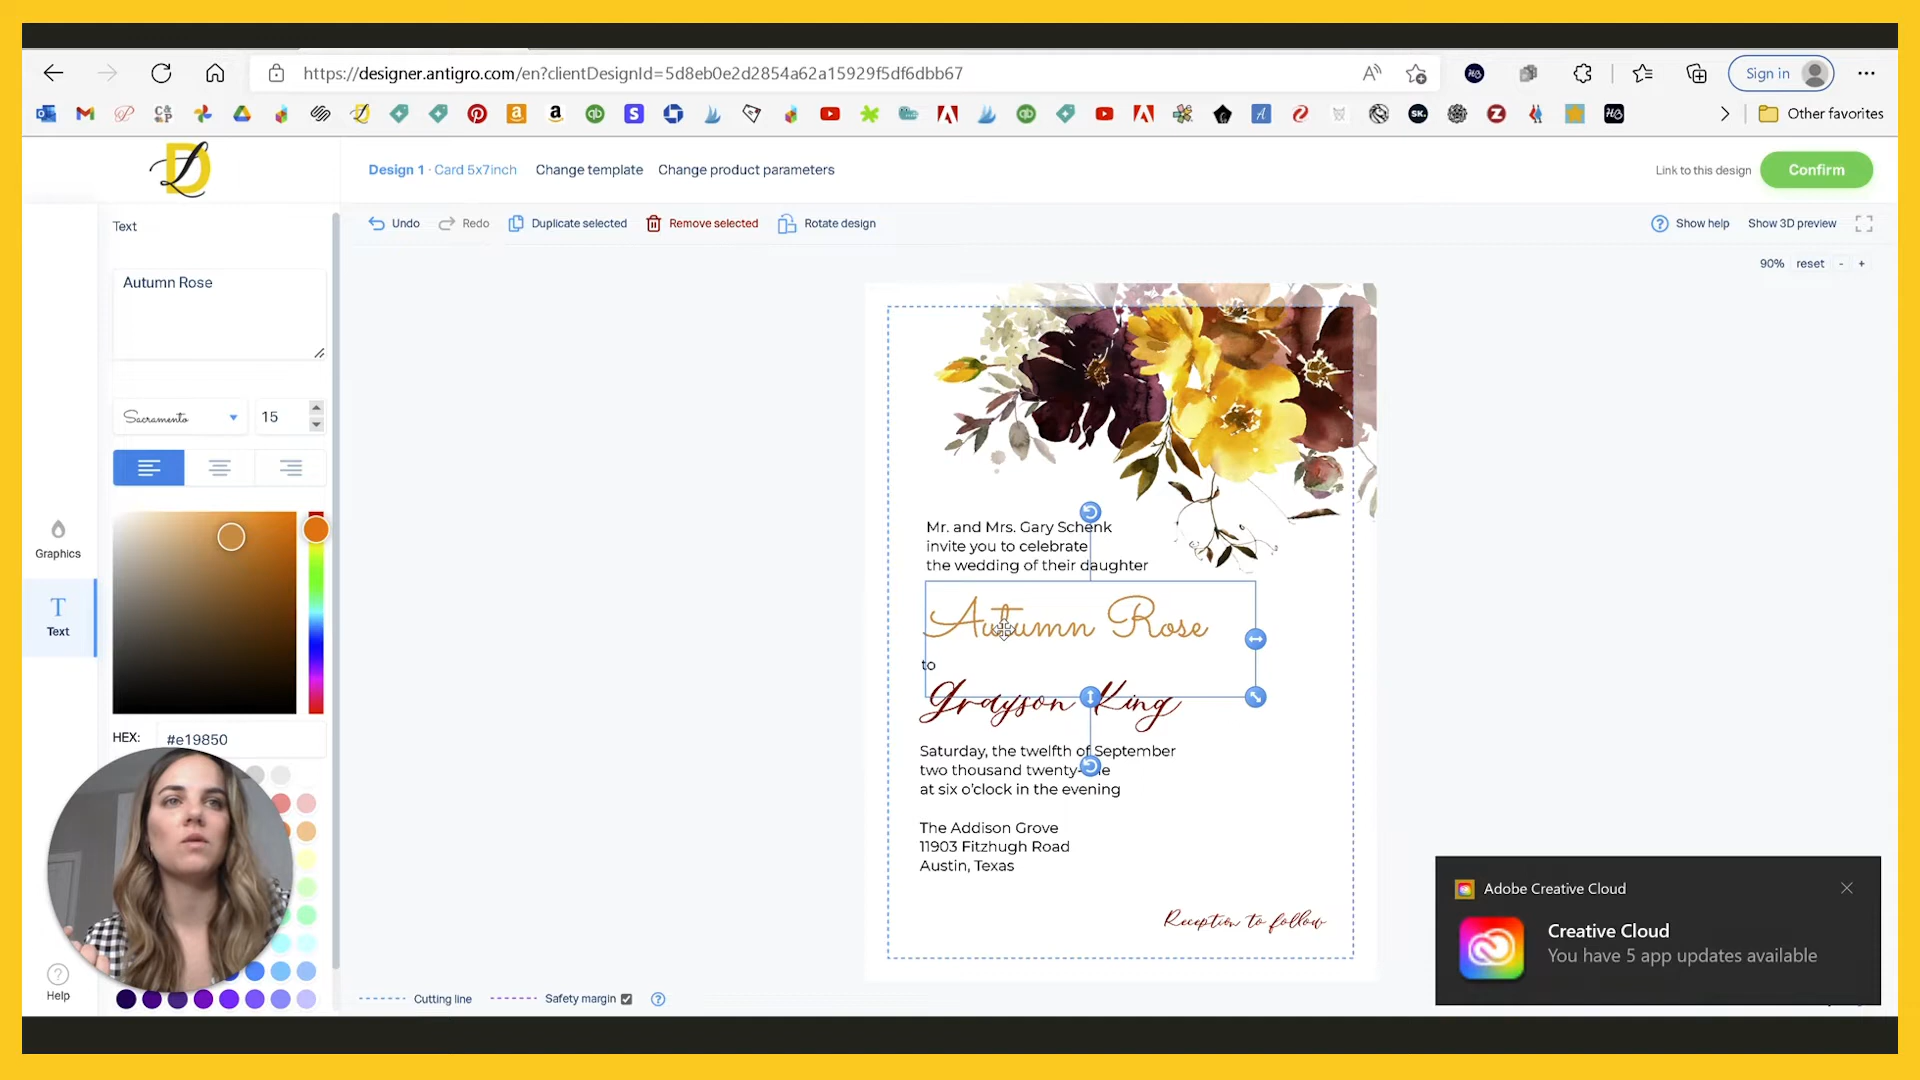 https://designer.antigro.com/en?clientDesignId=5d8eb0e2d2854a62a15929f5df6dbb67
Sign in
Other favorites
Design 1 · Card 5x7inch
Change template
Change product parameters
Link to this design
Confirm
Undo
Redo
Duplicate selected
Remove selected
Rotate design
Show help
Show 3D preview
90%
reset
-
+
Text
Autumn Rose
Sacramento
15
HEX:
#e19850
Graphics
Text
Help
Mr. and Mrs. Gary Schenk
invite you to celebrate
the wedding of their daughter
Autumn Rose
to
Grayson King
Saturday, the twelfth of September
two thousand twenty-
at six o'clock in the evening
The Addison Grove
11903 Fitzhugh Road
Austin, Texas
Reception to follow
Cutting line
Safety margin
Adobe Creative Cloud
Creative Cloud
You have 5 app updates available